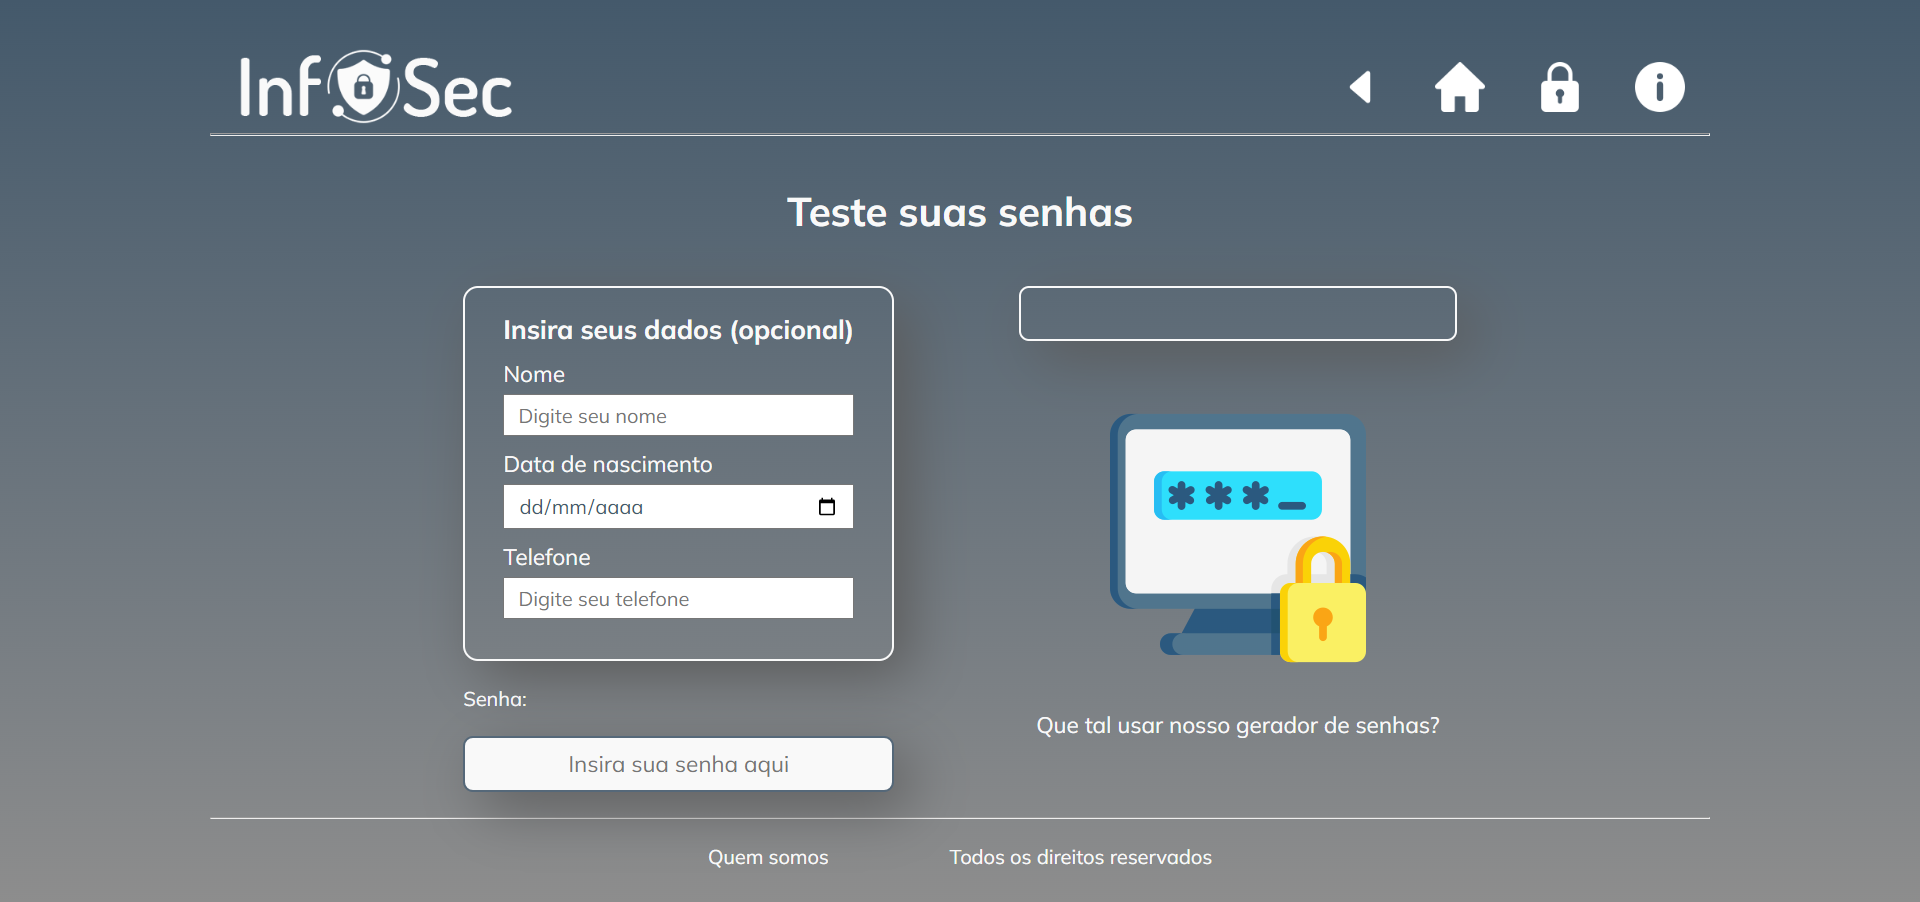 InfoSec
Teste suas senhas
Insira seus dados (opcional)
Nome
Digite seu nome
Data de nascimento
dd/mm/aaaa
Telefone
Digite seu telefone
Senha:
Insira sua senha aqui
***_
Que tal usar nosso gerador de senhas?
Quem somos
Todos os direitos reservados